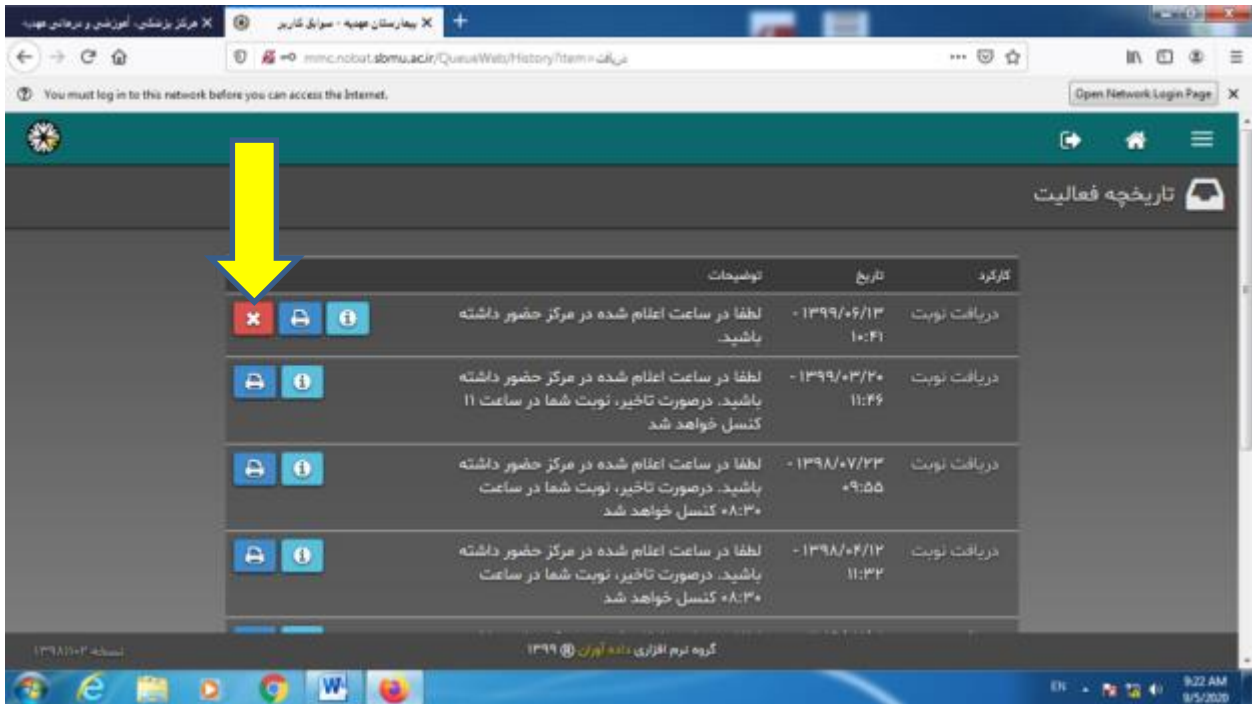 مرکز پزشکی، آموزشی و درمانی مهدیه
بیمارستان مهدیه - سوابق کاربر
mmc.nobat.sbmu.ac.ir/QueueWeb/History?item=دریافت
You must log in to this network before you can access the Internet.
Open Network Login Page
تاریخچه فعالیت
کارکرد تاریخ توضیحات
دریافت نوبت ۱۳۹۹/۰۶/۱۳ - لطفا در ساعت اعلام شده در مرکز حضور داشته
۱۰:۴۱ باشید.
دریافت نوبت ۱۳۹۹/۰۳/۲۰ - لطفا در ساعت اعلام شده در مرکز حضور داشته
۱۱:۴۶ باشید. درصورت تاخیر، نوبت شما در ساعت ۱۱
کنسل خواهد شد
دریافت نوبت ۱۳۹۸/۰۷/۲۳ - لطفا در ساعت اعلام شده در مرکز حضور داشته
۰۹:۵۵ باشید. درصورت تاخیر، نوبت شما در ساعت
۰۸:۳۰ کنسل خواهد شد
دریافت نوبت ۱۳۹۸/۰۴/۱۲ - لطفا در ساعت اعلام شده در مرکز حضور داشته
۱۱:۳۲ باشید. درصورت تاخیر، نوبت شما در ساعت
۰۸:۳۰ کنسل خواهد شد
گروه نرم افزاری داده آوران ® ۱۳۹۹
نسخه
EN
9:22 AM
9/5/2020